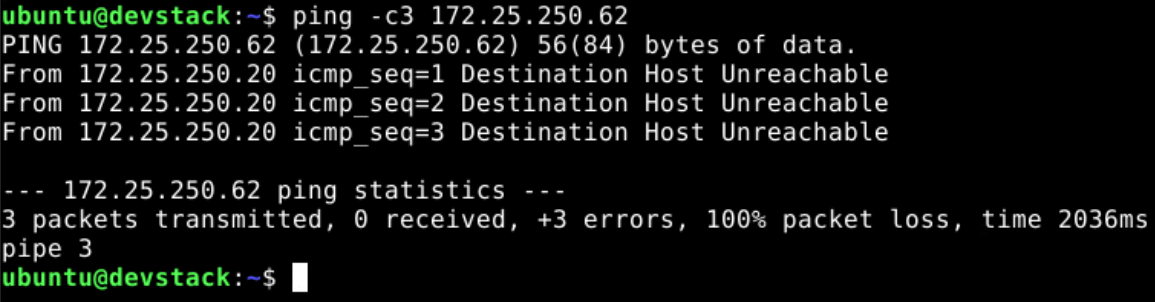 ubuntu@devstack:~$ ping -c3 172.25.250.62
PING 172.25.250.62 (172.25.250.62) 56(84) bytes of data.
From 172.25.250.20 icmp_seq=1 Destination Host Unreachable
From 172.25.250.20 icmp_seq=2 Destination Host Unreachable
From 172.25.250.20 icmp_seq=3 Destination Host Unreachable
--- 172.25.250.62 ping statistics ---
3 packets transmitted, 0 received, +3 errors, 100% packet loss, time 2036ms
pipe 3
ubuntu@devstack:~$